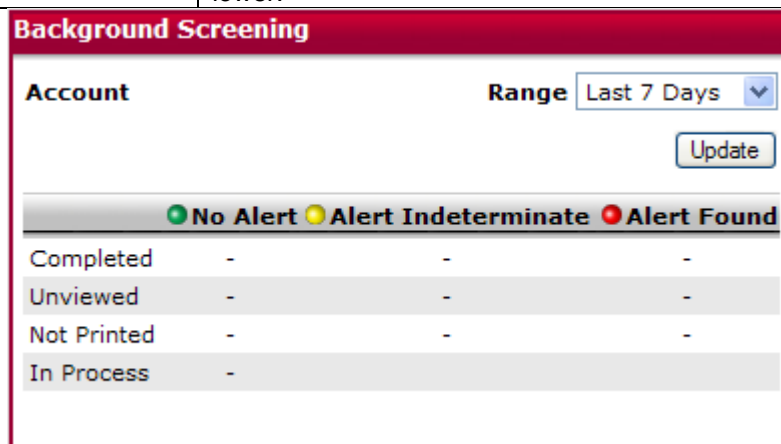 Background Screening
Account Range Last 7 Days
Update
No Alert Alert Indeterminate Alert Found
Completed - - -
Unviewed - - -
Not Printed - - -
In Process -